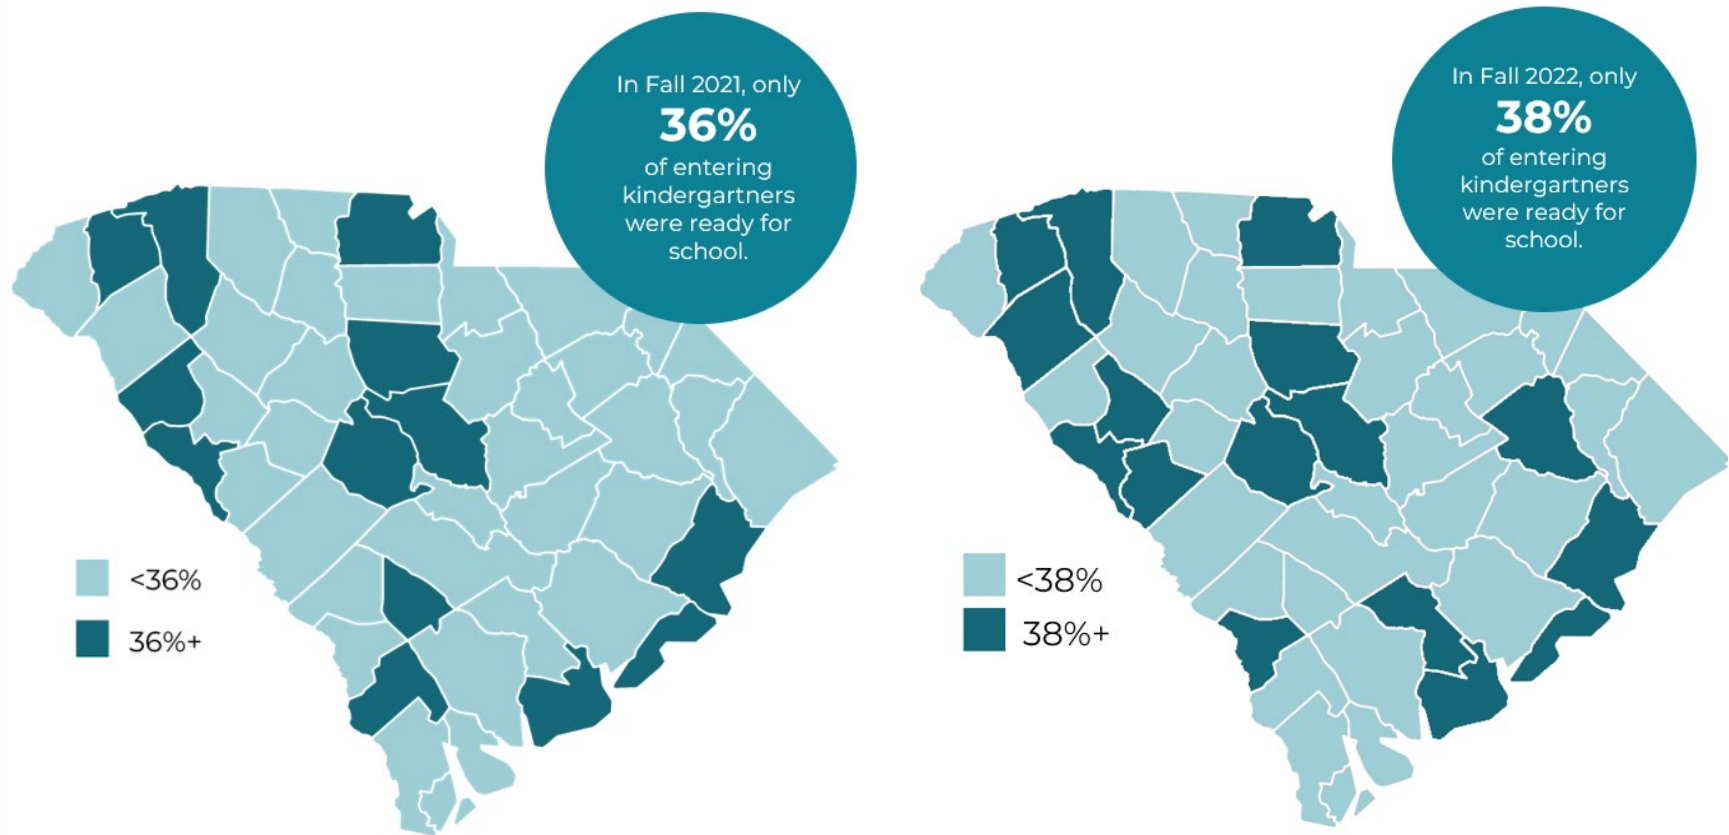 In Fall 2021, only
36%
of entering
kindergartners
were ready for
school.
<36%
36%+
In Fall 2022, only
38%
of entering
kindergartners
were ready for
school.
<38%
38%+